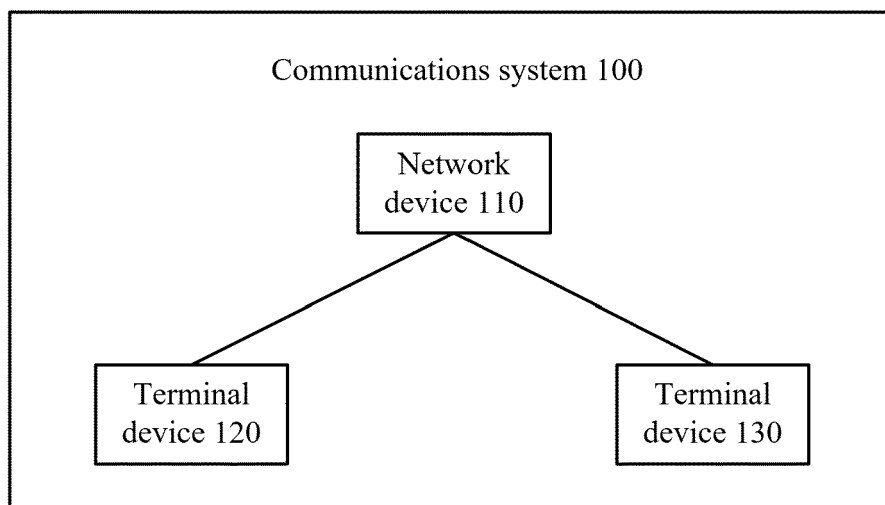 Communications system 100
Network
device 110
Terminal
device 120
Terminal
device 130